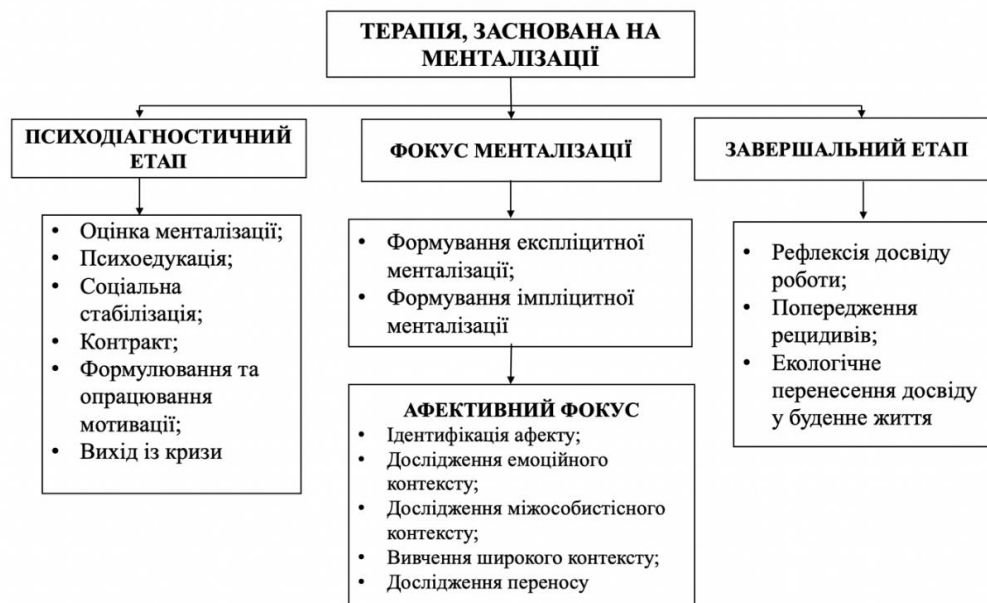 ТЕРАПІЯ, ЗАСНОВАНА НА
МЕНТАЛІЗАЦІЇ
ПСИХОДІАГНОСТИЧНИЙ
ЕТАП
• Оцінка менталізації;
• Психоедукація;
• Соціальна
стабілізація;
• Контракт;
• Формулювання та
опрацювання
мотивації;
• Вихід із кризи
ФОКУС МЕНТАЛІЗАЦІЇ
• Формування експліцитної
менталізації;
• Формування імпліцитної
менталізації
АФЕКТИВНИЙ ФОКУС
• Ідентифікація афекту;
• Дослідження емоційного
контексту;
• Дослідження міжособистісного
контексту;
• Вивчення широкого контексту;
• Дослідження переносу
ЗАВЕРШАЛЬНИЙ ЕТАП
• Рефлексія досвіду
роботи;
• Попередження
рецидивів;
• Екологічне
перенесення досвіду
у буденне життя